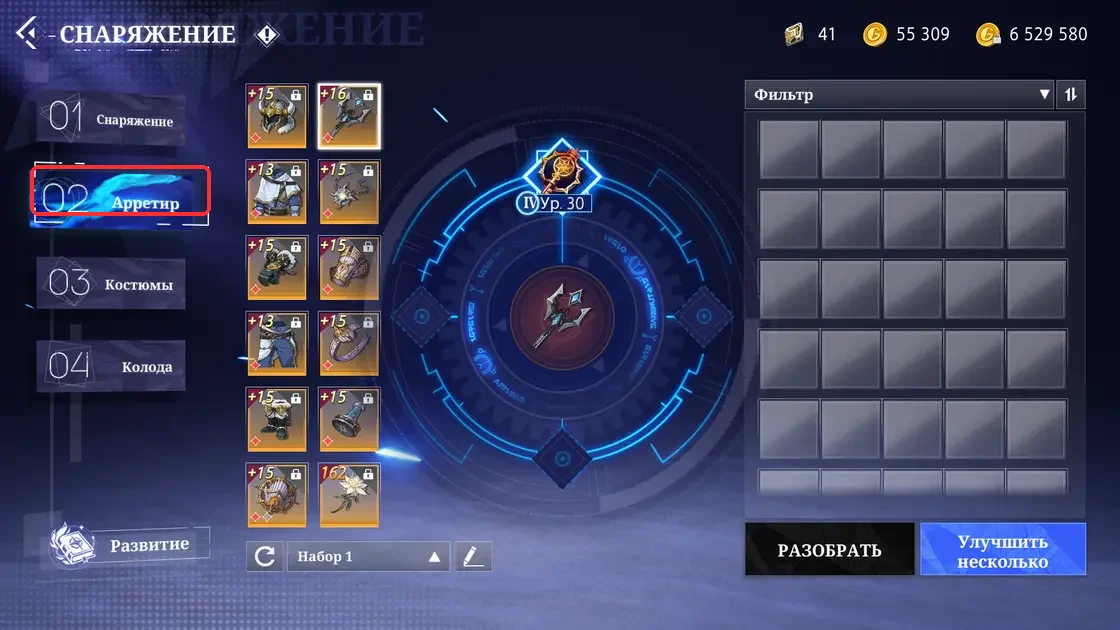 СНАРЯЖЕНИЕ
41
55 309
6 529 580
01 Снаряжение
02 Арретир
03 Костюмы
04 Колода
Развитие
+15
+16
+13
+15
+15
+15
+13
+15
+15
+15
+15
162
IV Ур. 30
Набор 1
Фильтр
РАЗОБРАТЬ
Улучшить
несколько